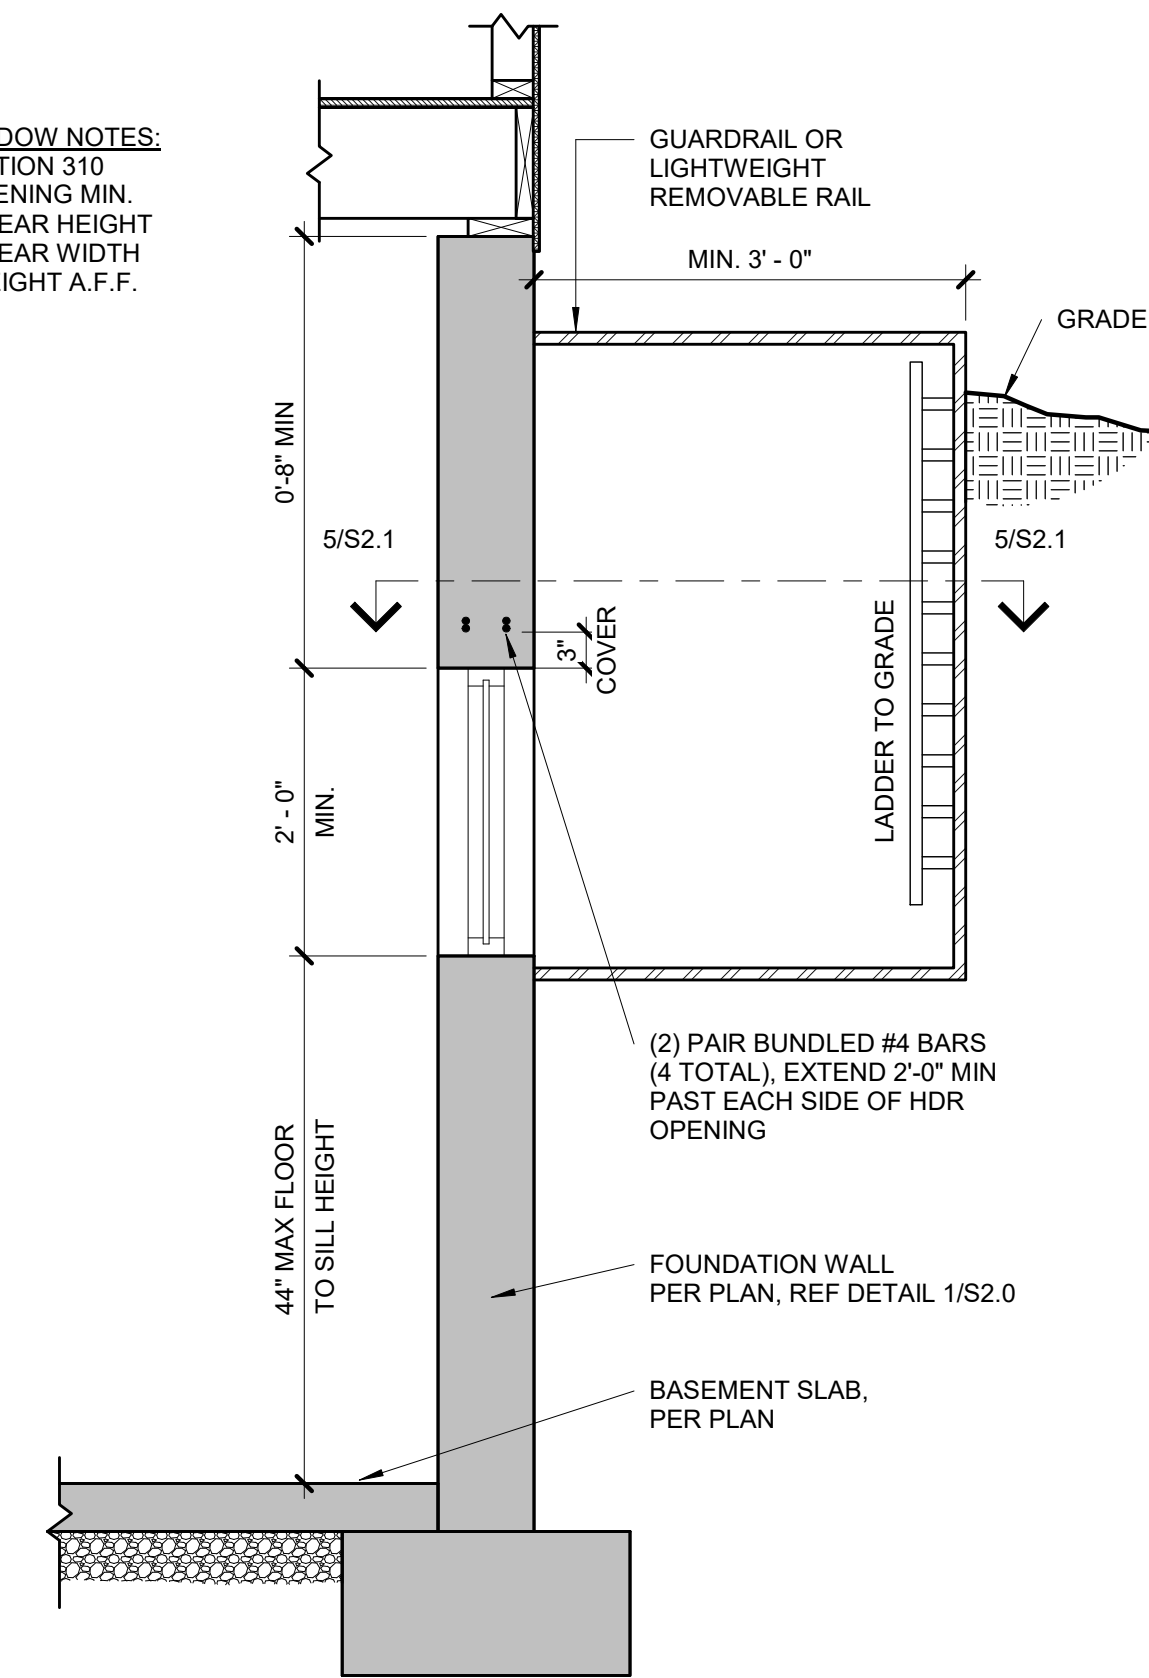 DOW NOTES:
TION 310
ENING MIN.
EAR HEIGHT
EAR WIDTH
EIGHT A.F.F.
GUARDRAIL OR
LIGHTWEIGHT
REMOVABLE RAIL
MIN. 3' - 0"
GRADE
0'-8" MIN
5/S2.1
5/S2.1
3"
COVER
LADDER TO GRADE
2' - 0"
MIN.
(2) PAIR BUNDLED #4 BARS
(4 TOTAL), EXTEND 2'-0" MIN
PAST EACH SIDE OF HDR
OPENING
44" MAX FLOOR
TO SILL HEIGHT
FOUNDATION WALL
PER PLAN, REF DETAIL 1/S2.0
BASEMENT SLAB,
PER PLAN